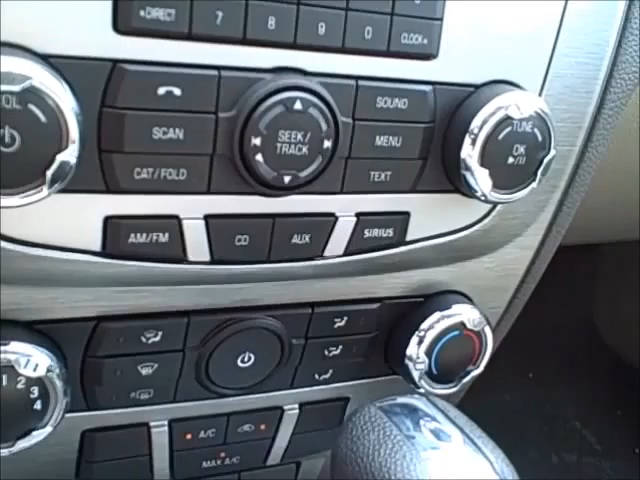 DIRECT 7 8 9 0 CLOCK
VOL
SCAN
CAT/FOLD
SEEK/
TRACK
SOUND
MENU
TEXT
TUNE
OK
AM/FM CD AUX SIRIUS
1 2 3 4
A/C
MAX A/C